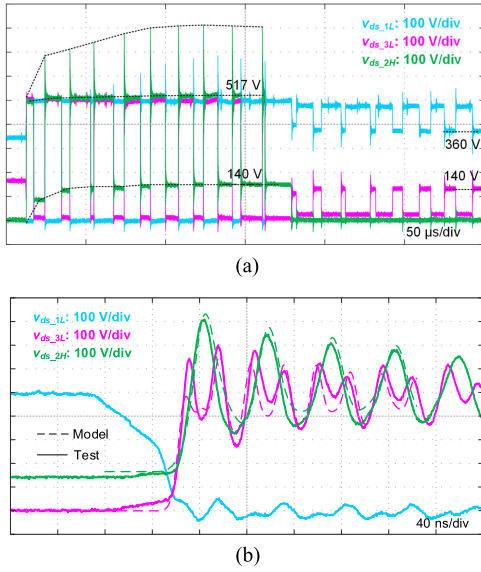 v_ds_1L: 100 V/div
v_ds_3L: 100 V/div
v_ds_2H: 100 V/div
517 V
360 V
140 V
140 V
50 μs/div
(a)
v_ds_1L: 100 V/div
v_ds_3L: 100 V/div
v_ds_2H: 100 V/div
Model
Test
40 ns/div
(b)